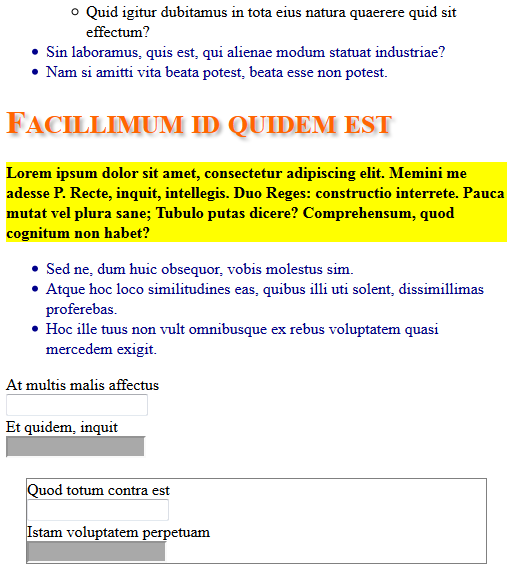 Quid igitur dubitamus in tota eius natura quaerere quid sit
effectum?
Sin laboramus, quis est, qui alienae modum statuat industriae?
Nam si amitti vita beata potest, beata esse non potest.
Facillimum id quidem est
Lorem ipsum dolor sit amet, consectetur adipiscing elit. Memini me
adesse P. Recte, inquit, intellegis. Duo Reges: constructio interrete. Pauca
mutat vel plura sane; Tubulo putas dicere? Comprehensum, quod
cognitum non habet?
Sed ne, dum huic obsequor, vobis molestus sim.
Atque hoc loco similitudines eas, quibus illi uti solent, dissimillimas
proferebas.
Hoc ille tuus non vult omnibusque ex rebus voluptatem quasi
mercedem exigit.
At multis malis affectus
Et quidem, inquit
Quod totum contra est
Istam voluptatem perpetuam